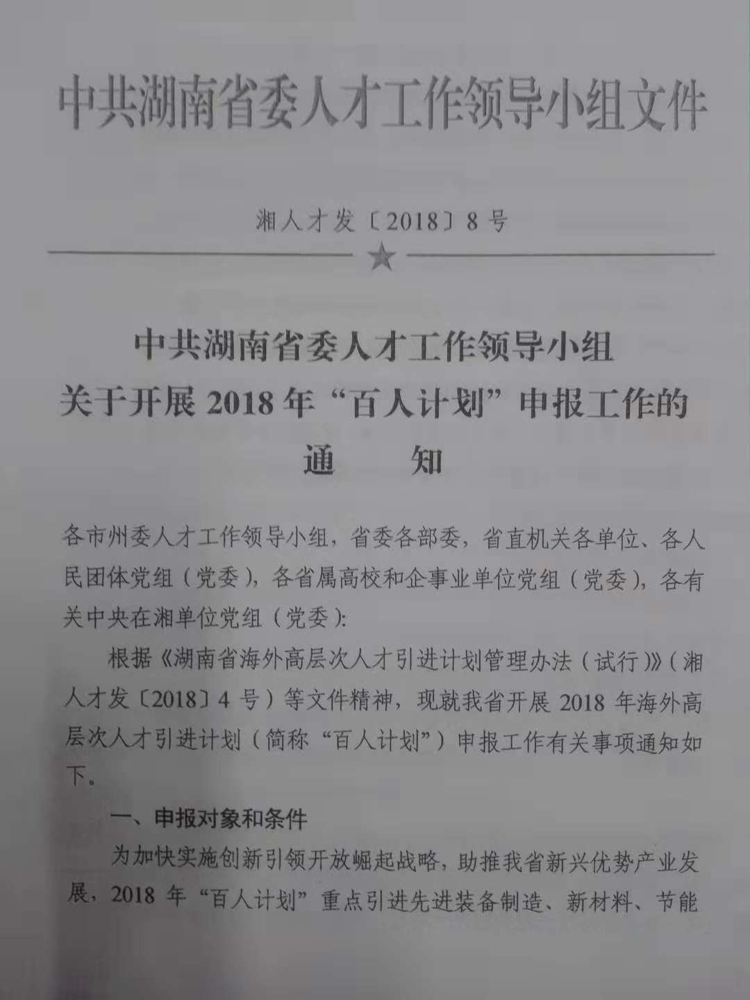 中共湖南省委人才工作领导小组文件
湘人才发〔2018〕8 号
中共湖南省委人才工作领导小组
关于开展 2018 年“百人计划”申报工作的
通 知
各市州委人才工作领导小组，省委各部委，省直机关各单位、各人
民团体党组（党委），各省属高校和企事业单位党组（党委），各有
关中央在湘单位党组（党委）：
根据《湖南省海外高层次人才引进计划管理办法（试行）》（湘
人才发〔2018〕4 号）等文件精神，现就我省开展 2018 年海外高
层次人才引进计划（简称“百人计划”）申报工作有关事项通知如
下。
一、申报对象和条件
为加快实施创新引领开放崛起战略，助推我省新兴优势产业发
展，2018 年“百人计划”重点引进先进装备制造、新材料、节能